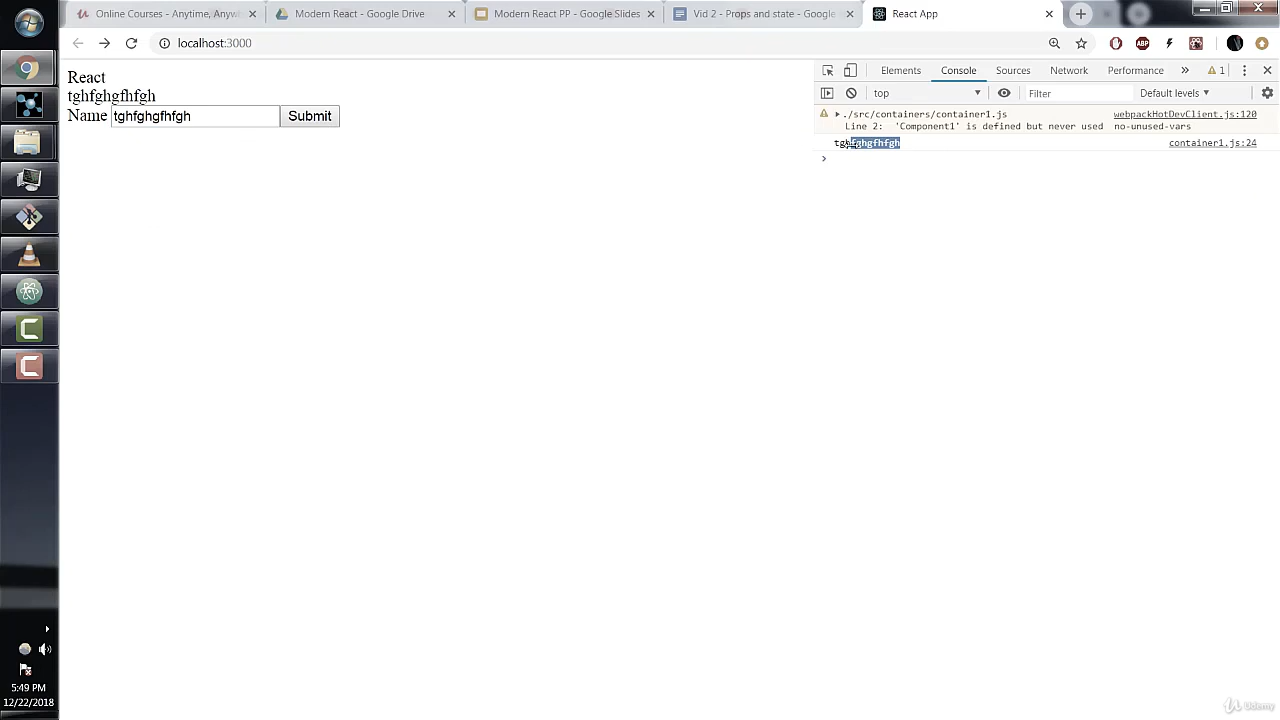 Online Courses - Anytime, Anywh
Modern React - Google Drive
Modern React PP - Google Slides
Vid 2 - Props and state - Google
React App
localhost:3000
ABP
React
tghfghgfhfgh
Name tghfghgfhfgh Submit
Elements Console Sources Network Performance » 1
top Filter Default levels
./src/containers/container1.js webpackHotDevClient.js:120
Line 2: 'Component1' is defined but never used no-unused-vars
tghfghgfhfgh container1.js:24
5:49 PM
12/22/2018
Udemy